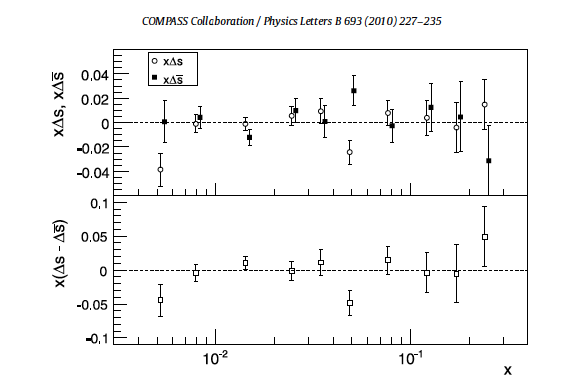 COMPASS Collaboration / Physics Letters B 693 (2010) 227–235
xΔs, xΔs̅
xΔs
xΔs̅
0.04
0.02
0
-0.02
-0.04
x(Δs - Δs̅)
0.1
0.05
0
-0.05
-0.1
10⁻²
10⁻¹
x